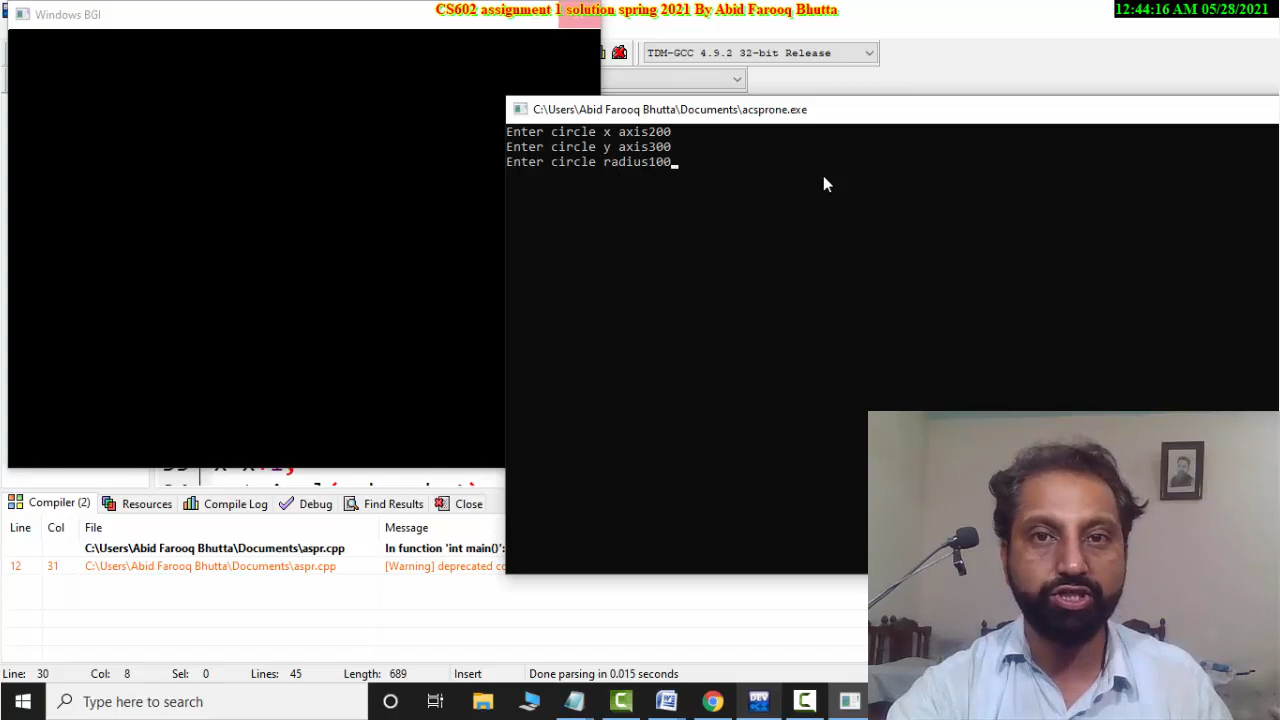 CS602 assignment 1 solution spring 2021 By Abid Farooq Bhutta
12:44:16 AM 05/28/2021
Windows BGI
TDM-GCC 4.9.2 32-bit Release
C:\Users\Abid Farooq Bhutta\Documents\acsprone.exe
Enter circle x axis200
Enter circle y axis300
Enter circle radius100
Compiler (2) Resources Compile Log Debug Find Results Close
Line Col File Message
C:\Users\Abid Farooq Bhutta\Documents\aspr.cpp In function 'int main()':
12 31 C:\Users\Abid Farooq Bhutta\Documents\aspr.cpp [Warning] deprecated co
Line: 30 Col: 8 Sel: 0 Lines: 45 Length: 689 Insert Done parsing in 0.015 seconds
Type here to search
DEV